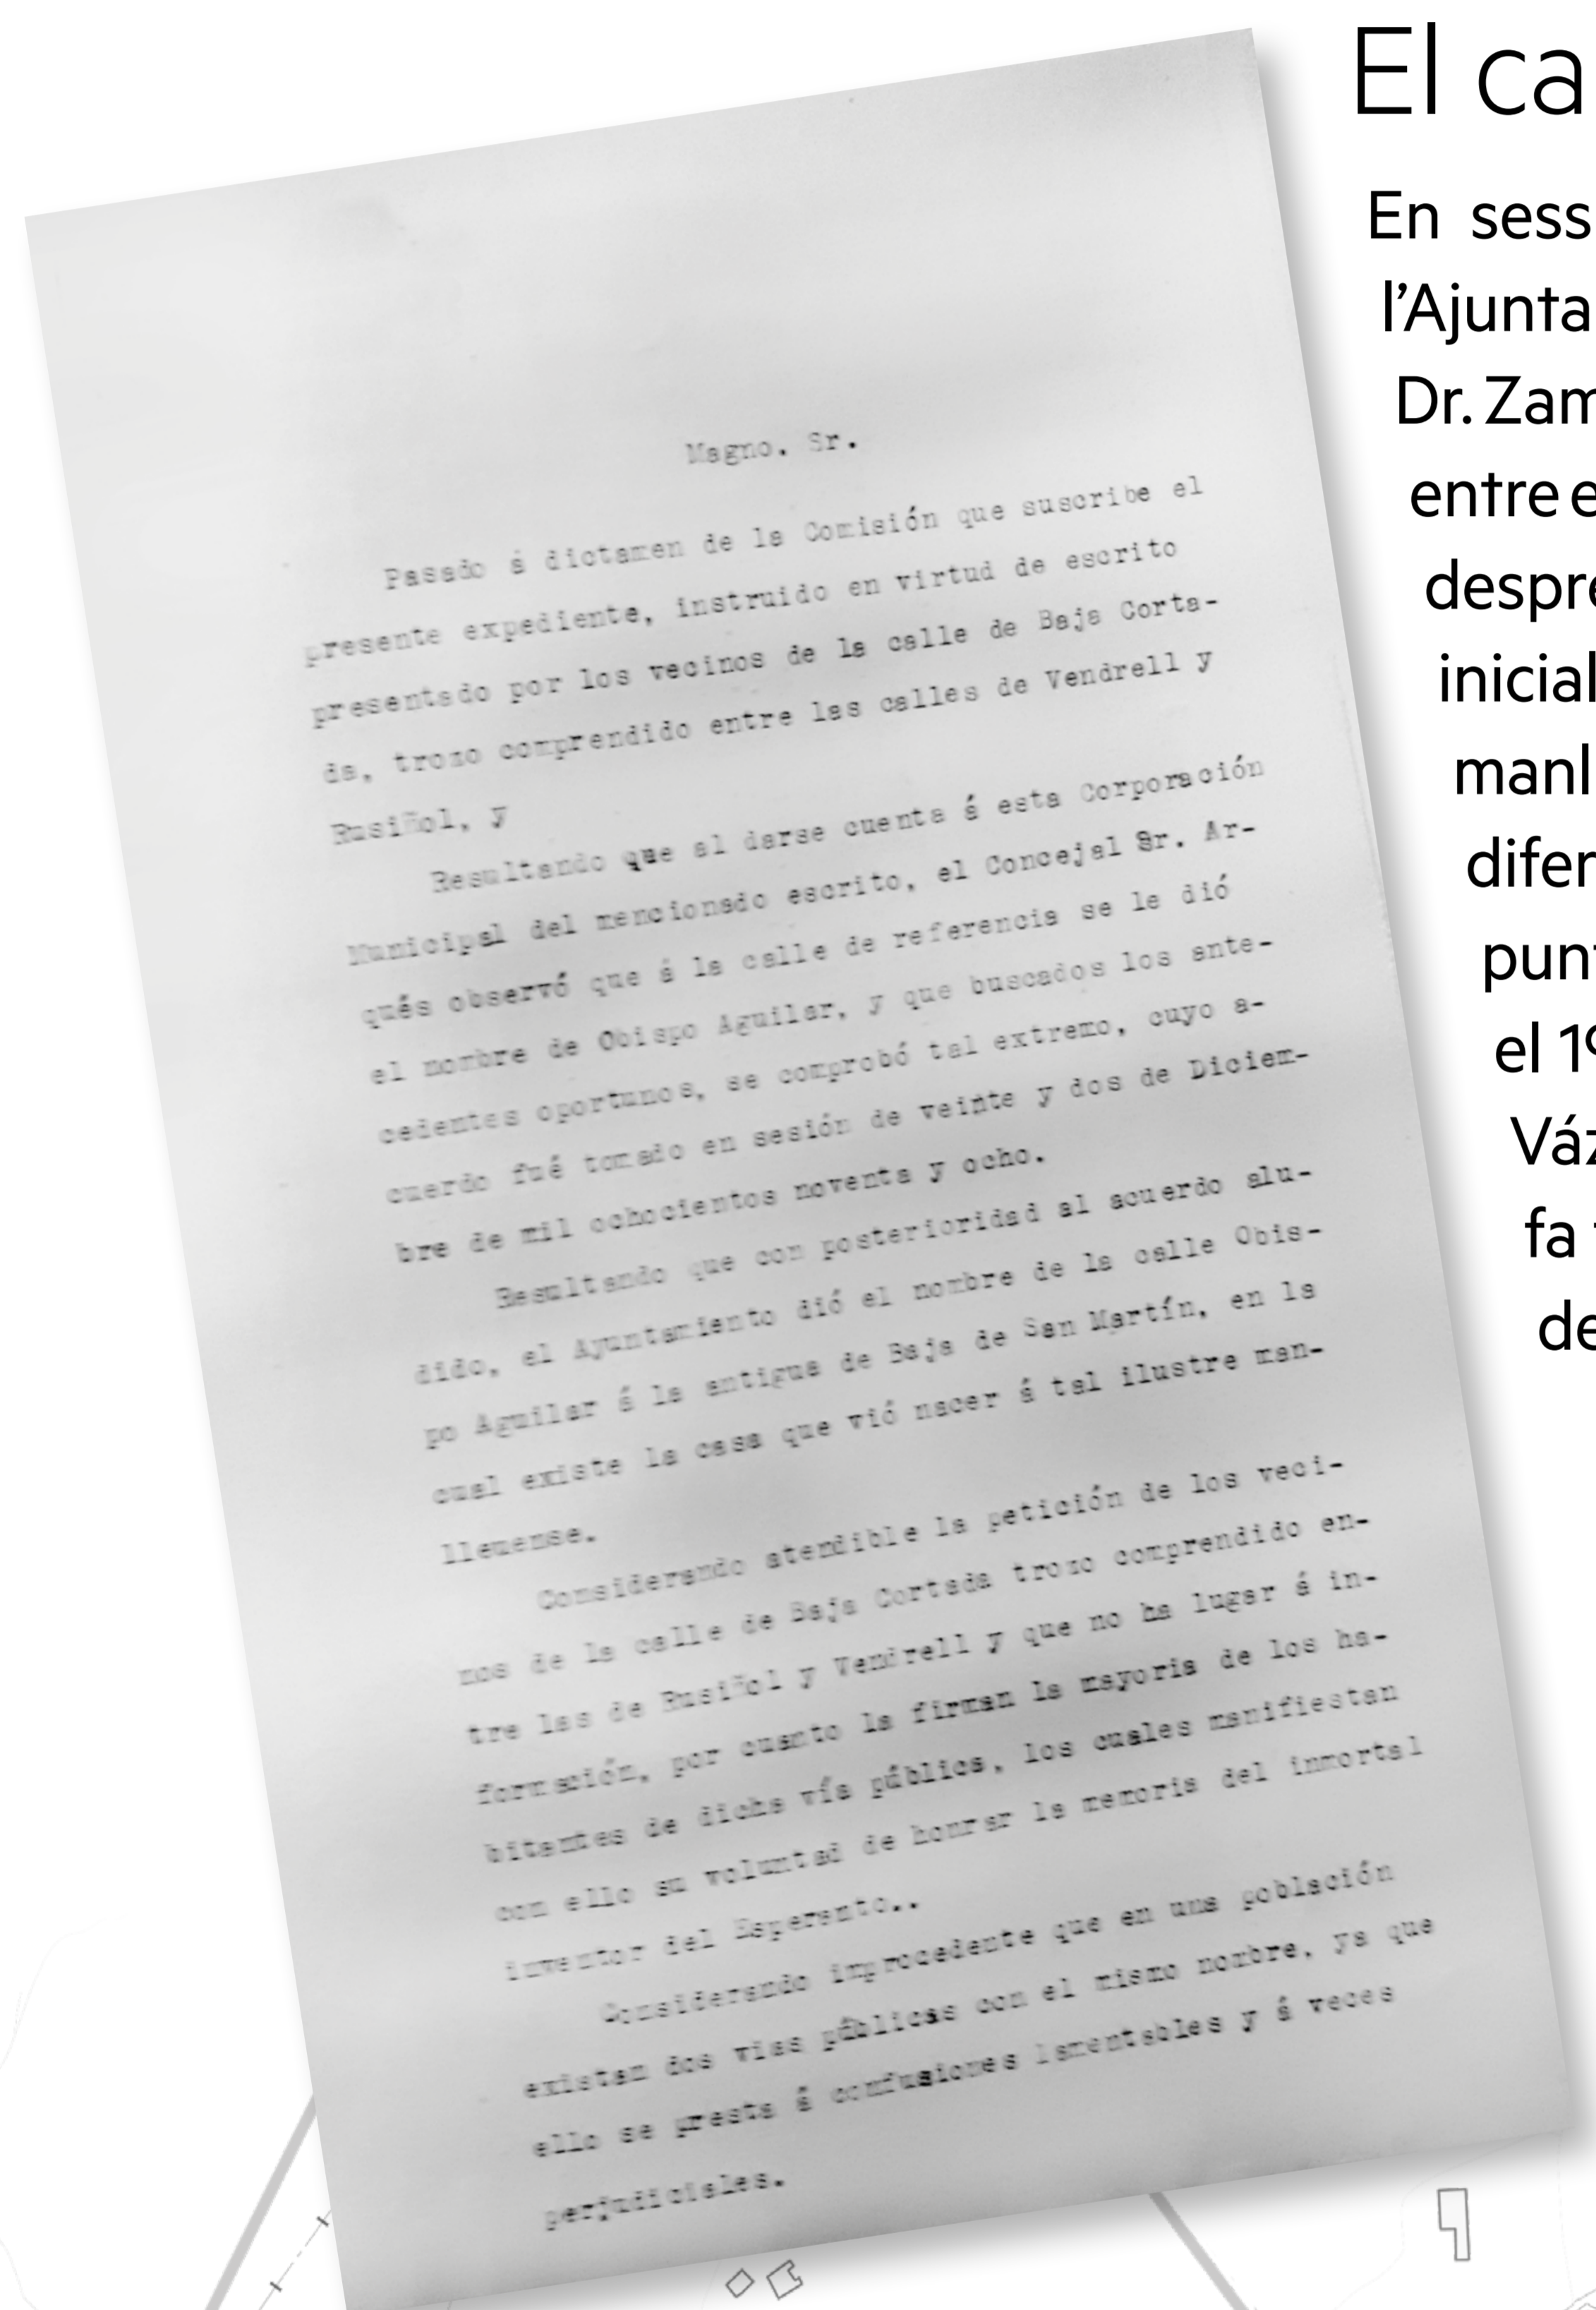 Magno. Sr.
Pasado á dictamen de la Comisión que suscribe el
presente expediente, instruido en virtud de escrito
presentado por los vecinos de la calle de Baja Corta-
da, trozo comprendido entre las calles de Vendrell y
Rusiñol, y
Resultando que al darse cuenta á esta Corporación
Municipal del mencionado escrito, el Concejal Sr. Ar-
qués observó que á la calle de referencia se le dió
el nombre de Obispo Aguilar, y que buscados los ante-
cedentes oportunos, se comprobó tal extremo, cuyo a-
cuerdo fué tomado en sesión de veinte y dos de Diciem-
bre de mil ochocientos noventa y ocho.
Resultando que con posterioridad al acuerdo alu-
dido, el Ayuntamiento dió el nombre de la calle Obis-
po Aguilar á la antigua de Baja de San Martín, en la
cual existe la casa que vió nacer á tal ilustre man-
lleuense.
Considerando atendible la petición de los veci-
nos de la calle de Baja Cortada trozo comprendido en-
tre las de Rusiñol y Vendrell y que no ha lugar á in-
formación, por cuanto la firman la mayoria de los ha-
bitantes de dicha vía pública, los cuales manifiestan
con ello su voluntad de honrar la memoria del inmortal
inventor del Esperanto..
Considerando improcedente que en una población
existan dos vias públicas con el mismo nombre, ya que
ello se presta á confusiones lamentables y á veces
perjudiciales.
El ca
En sess
l’Ajunta
Dr. Zam
entre e
despre
inicial
manl
difer
punt
el 19
Váz
fa
de